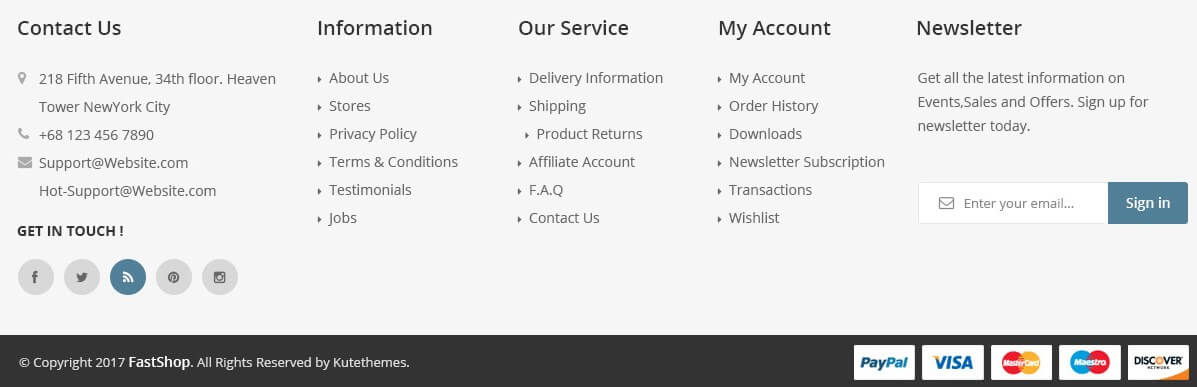 Contact Us
218 Fifth Avenue, 34th floor. Heaven
Tower NewYork City
+68 123 456 7890
Support@Website.com
Hot-Support@Website.com
GET IN TOUCH !
Information
About Us
Stores
Privacy Policy
Terms & Conditions
Testimonials
Jobs
Our Service
Delivery Information
Shipping
Product Returns
Affiliate Account
F.A.Q
Contact Us
My Account
My Account
Order History
Downloads
Newsletter Subscription
Transactions
Wishlist
Newsletter
Get all the latest information on
Events,Sales and Offers. Sign up for
newsletter today.
Enter your email...
Sign in
© Copyright 2017 FastShop. All Rights Reserved by Kutethemes.
PayPal
VISA
MasterCard
Maestro
DISCOVER
NETWORK